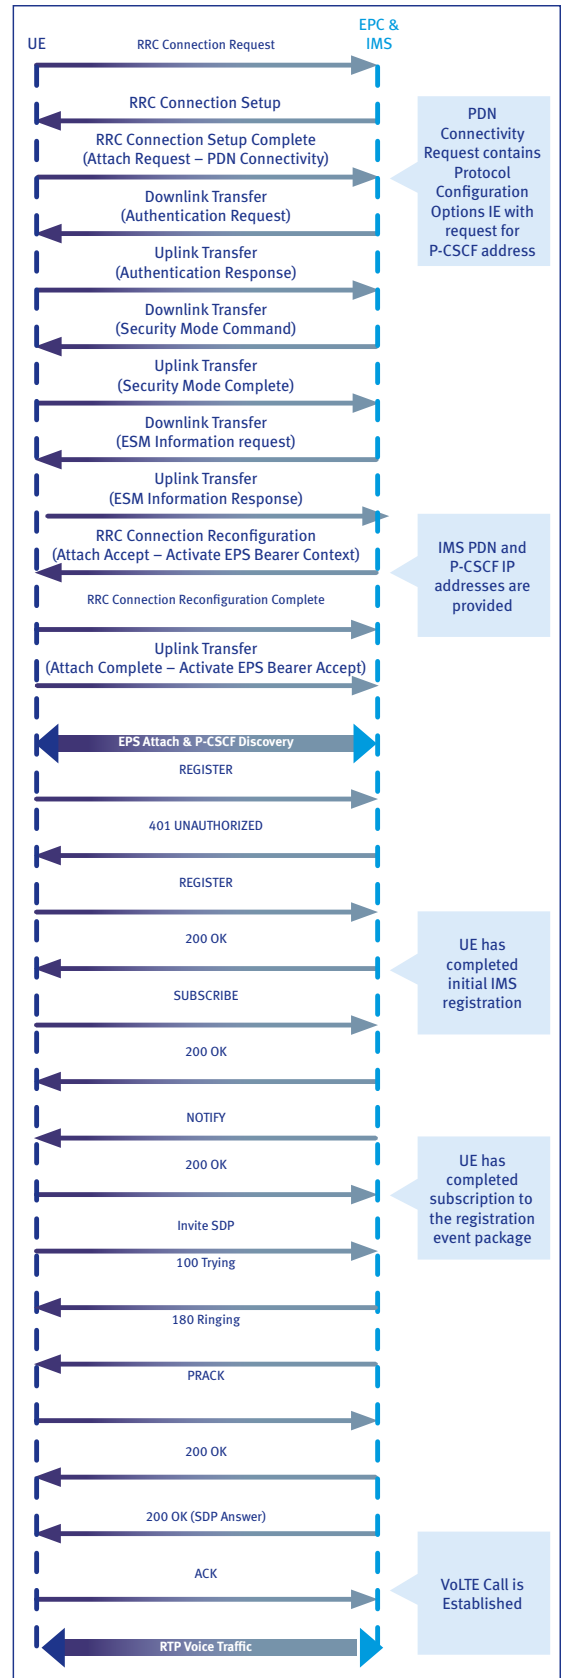 EPC &
UE
IMS
RRC Connection Request
RRC Connection Setup
RRC Connection Setup Complete
(Attach Request – PDN Connectivity)
PDN
Connectivity
Request contains
Protocol
Configuration
Options IE with
request for
P-CSCF address
Downlink Transfer
(Authentication Request)
Uplink Transfer
(Authentication Response)
Downlink Transfer
(Security Mode Command)
Uplink Transfer
(Security Mode Complete)
Downlink Transfer
(ESM Information request)
Uplink Transfer
(ESM Information Response)
RRC Connection Reconfiguration
(Attach Accept – Activate EPS Bearer Context)
IMS PDN and
P-CSCF IP
addresses are
provided
RRC Connection Reconfiguration Complete
Uplink Transfer
(Attach Complete – Activate EPS Bearer Accept)
EPS Attach & P-CSCF Discovery
REGISTER
401 UNAUTHORIZED
REGISTER
200 OK
UE has
completed
initial IMS
registration
SUBSCRIBE
200 OK
NOTIFY
200 OK
UE has
completed
subscription to
the registration
event package
Invite SDP
100 Trying
180 Ringing
PRACK
200 OK
200 OK (SDP Answer)
ACK
VoLTE Call is
Established
RTP Voice Traffic